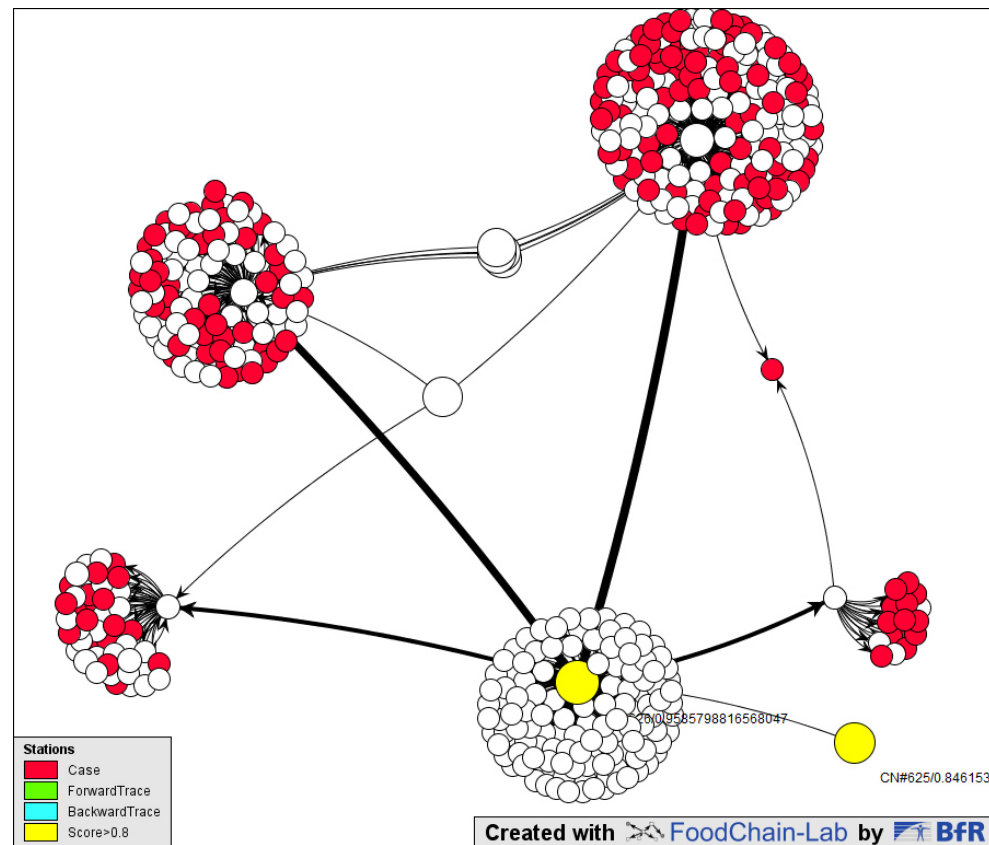 /0.9585798816568047
CN#625/0.846153
Stations
Case
ForwardTrace
BackwardTrace
Score>0.8
Created with FoodChain-Lab by BfR